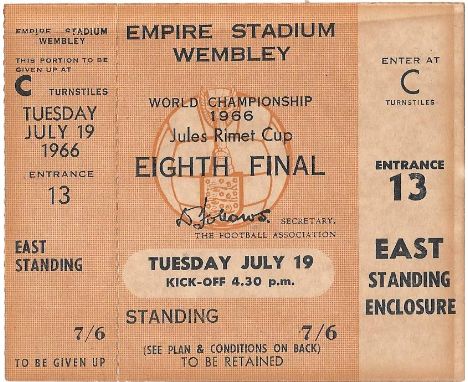 EMPIRE STADIUM
WEMBLEY
THIS PORTION TO BE
GIVEN UP AT
C TURNSTILES
TUESDAY
JULY 19
1966
ENTRANCE
13
EAST
STANDING
7/6
TO BE GIVEN UP
EMPIRE STADIUM
WEMBLEY
WORLD CHAMPIONSHIP
1966
Jules Rimet Cup
EIGHTH FINAL
D Follows. SECRETARY.
THE FOOTBALL ASSOCIATION
TUESDAY JULY 19
KICK-OFF 4.30 p.m.
STANDING 7/6
(SEE PLAN & CONDITIONS ON BACK)
TO BE RETAINED
ENTER AT
C
TURNSTILES
ENTRANCE
13
EAST
STANDING
ENCLOSURE